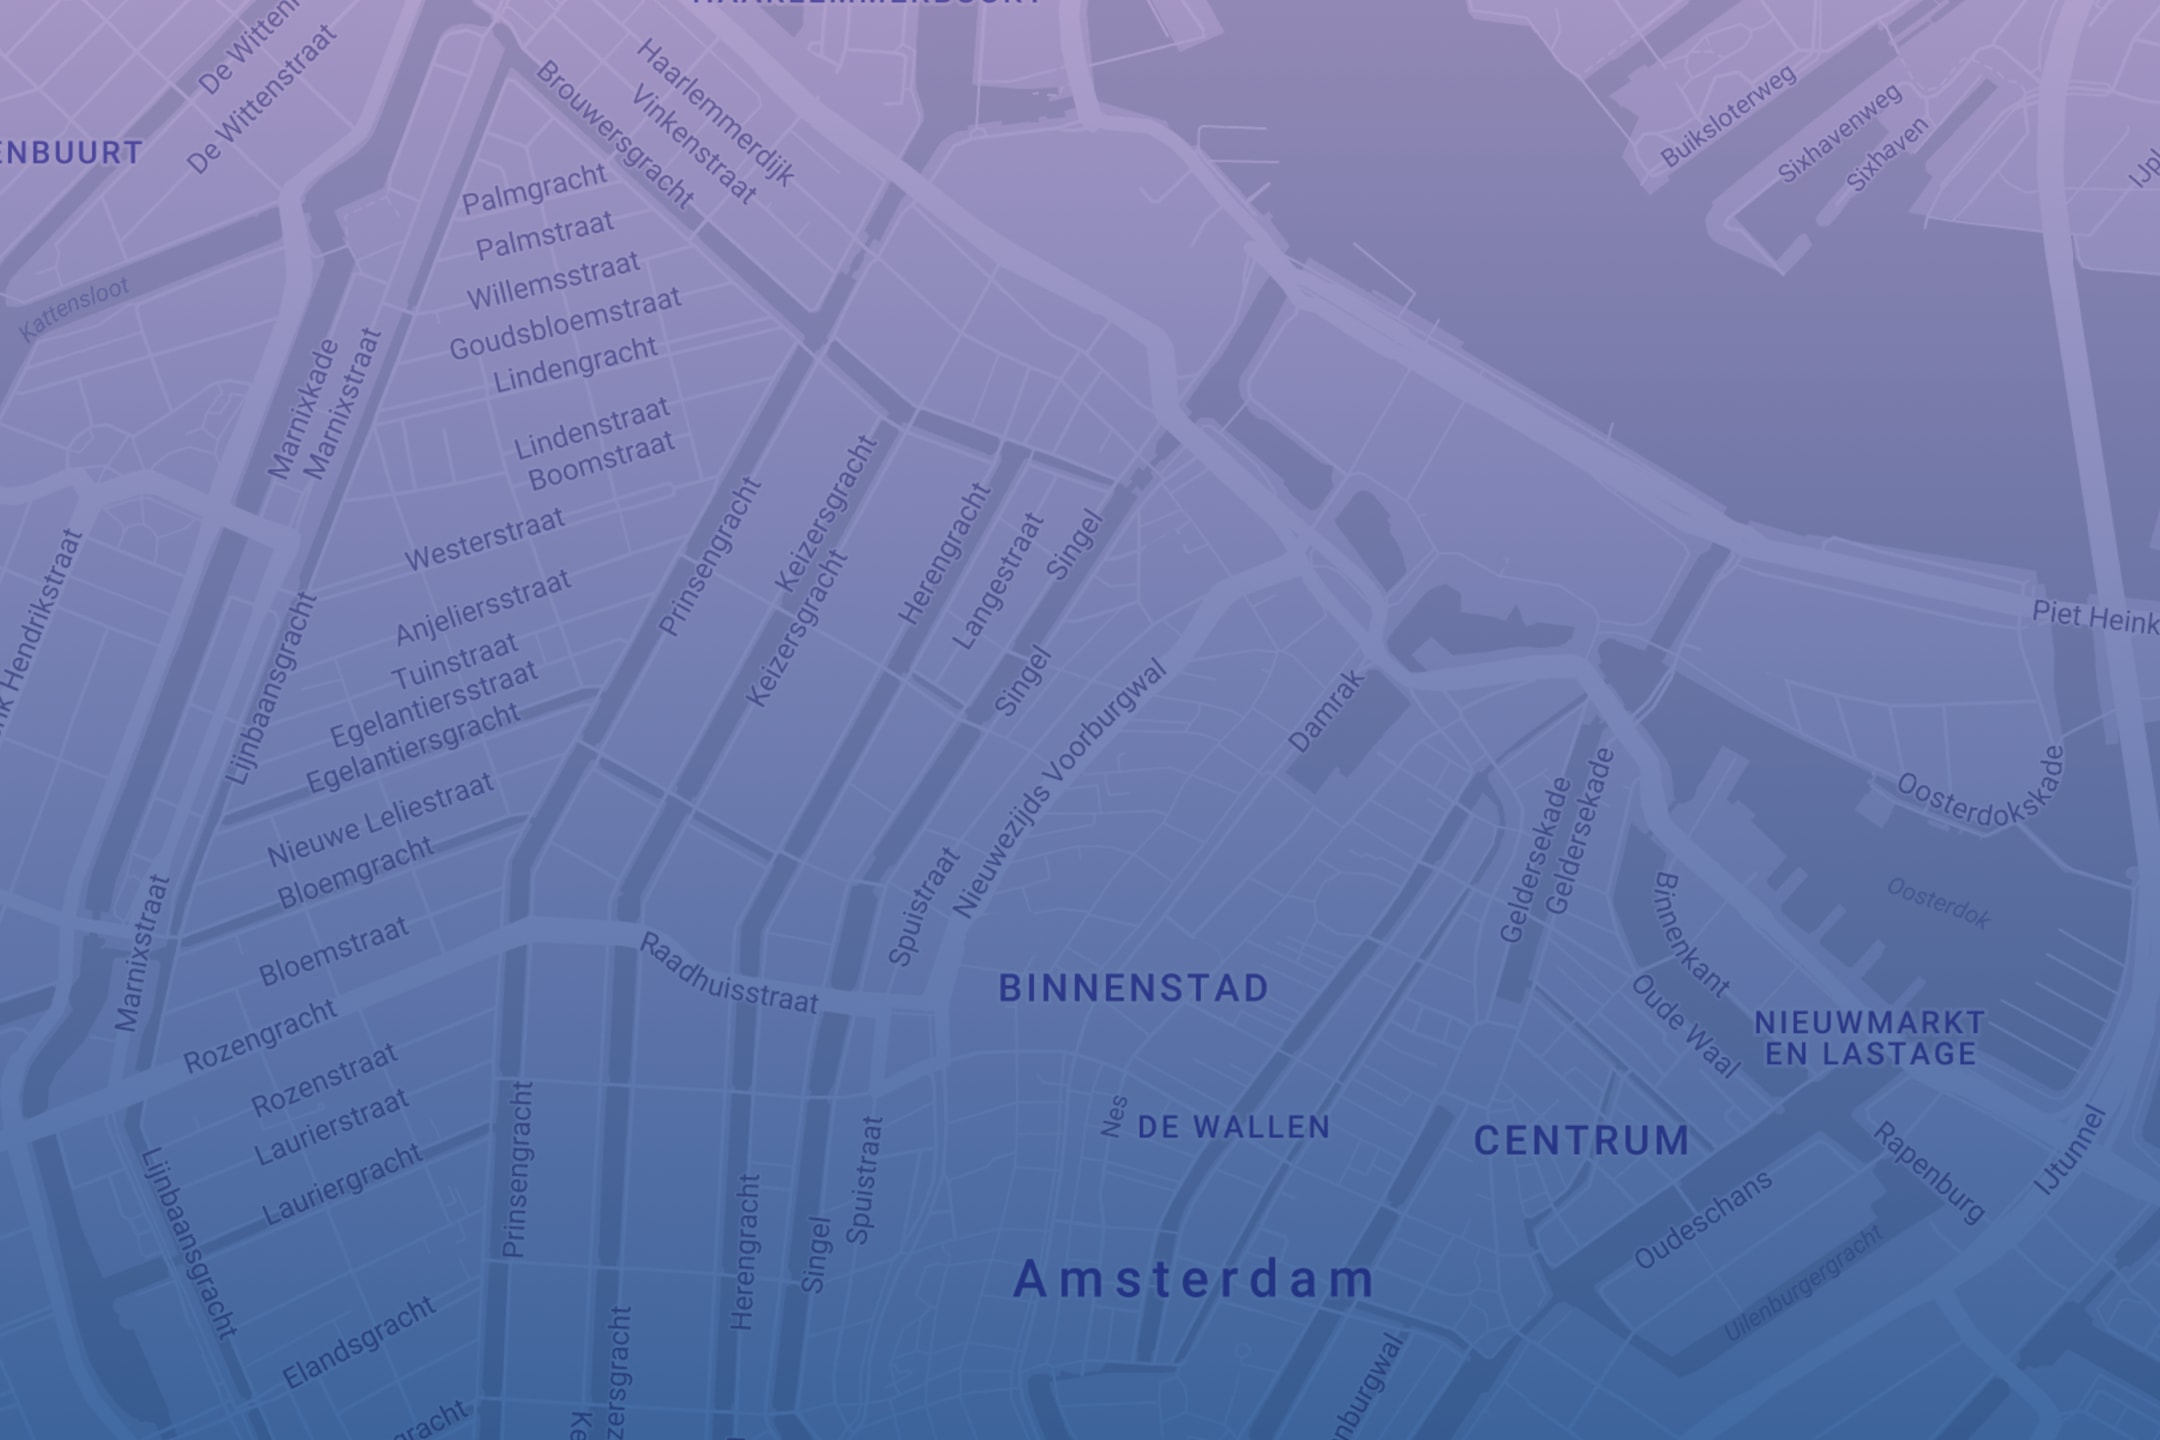 HAARLEMMERBUURT
De Wittenstraat
ENBUURT
Haarlemmerdijk
Vinkenstraat
Brouwersgracht
Buiksloterweg
Sixhavenweg
Sixhaven
IJpl
Palmgracht
Palmstraat
Willemsstraat
Goudsbloemstraat
Lindengracht
Kattensloot
Marnixkade
Marnixstraat
Lindenstraat
Boomstraat
Westerstraat
Anjeliersstraat
Tuinstraat
Egelantiersstraat
Egelantiersgracht
k Hendrikstraat
Lijnbaansgracht
Prinsengracht
Keizersgracht
Keizersgracht
Herengracht
Langestraat
Singel
Singel
Piet Heink
Nieuwezijds Voorburgwal
Damrak
Oosterdokskade
Geldersekade
Geldersekade
Nieuwe Leliestraat
Bloemgracht
Bloemstraat
Marnixstraat
Spuistraat
Binnenkant
Oosterdok
Raadhuisstraat
BINNENSTAD
Oude Waal
NIEUWMARKT
EN LASTAGE
Rozengracht
Rozenstraat
Laurierstraat
Lauriergracht
Nes
DE WALLEN
CENTRUM
Rapenburg
IJtunnel
Lijnbaansgracht
Prinsengracht
Herengracht
Singel
Spuistraat
Oudeschans
Uilenburgergracht
Amsterdam
Elandsgracht
zersgracht
Ke
nburgwal
gracht